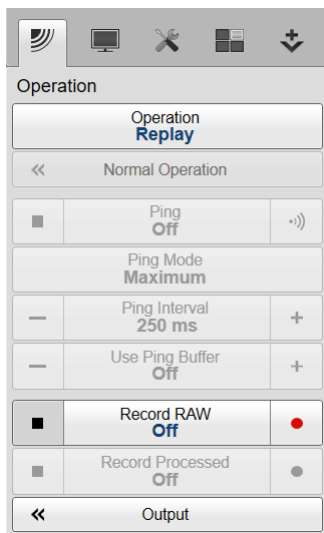 Operation
Operation
Replay
Normal Operation
Ping
Off
Ping Mode
Maximum
Ping Interval
250 ms
Use Ping Buffer
Off
Record RAW
Off
Record Processed
Off
Output